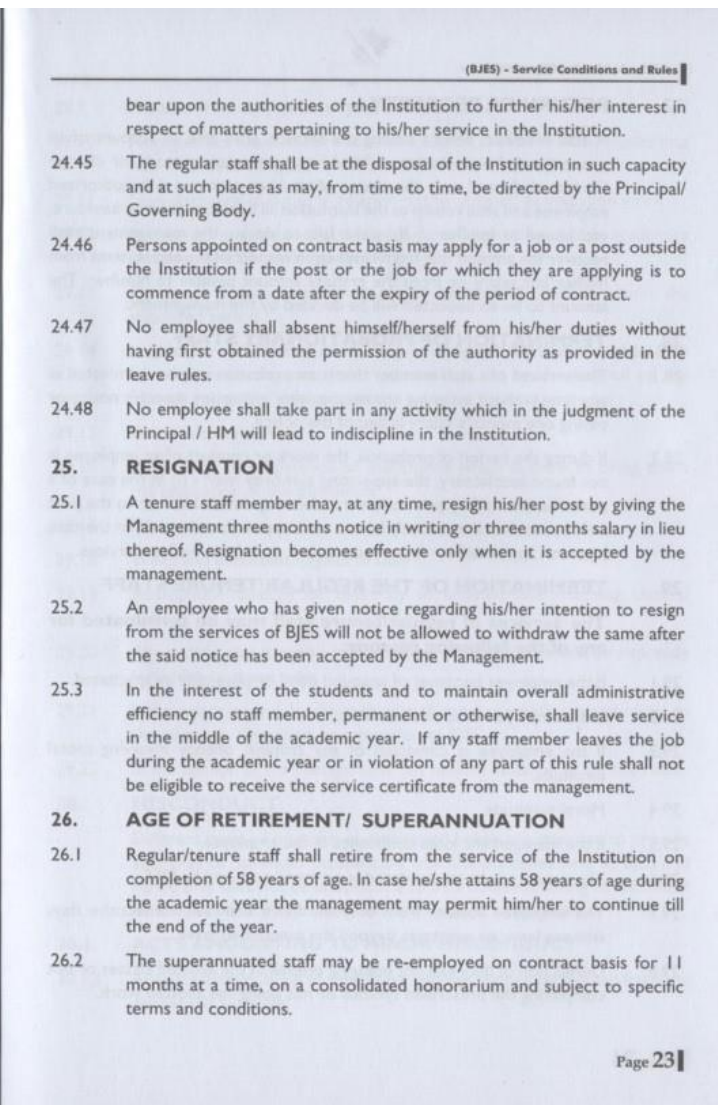 (BJES) - Service Conditions and Rules
bear upon the authorities of the Institution to further his/her interest in
respect of matters pertaining to his/her service in the Institution.
24.45 The regular staff shall be at the disposal of the Institution in such capacity
and at such places as may, from time to time, be directed by the Principal/
Governing Body.
24.46 Persons appointed on contract basis may apply for a job or a post outside
the Institution if the post or the job for which they are applying is to
commence from a date after the expiry of the period of contract.
24.47 No employee shall absent himself/herself from his/her duties without
having first obtained the permission of the authority as provided in the
leave rules.
24.48 No employee shall take part in any activity which in the judgment of the
Principal / HM will lead to indiscipline in the Institution.
25. RESIGNATION
25.1 A tenure staff member may, at any time, resign his/her post by giving the
Management three months notice in writing or three months salary in lieu
thereof. Resignation becomes effective only when it is accepted by the
management.
25.2 An employee who has given notice regarding his/her intention to resign
from the services of BJES will not be allowed to withdraw the same after
the said notice has been accepted by the Management.
25.3 In the interest of the students and to maintain overall administrative
efficiency no staff member, permanent or otherwise, shall leave service
in the middle of the academic year. If any staff member leaves the job
during the academic year or in violation of any part of this rule shall not
be eligible to receive the service certificate from the management.
26. AGE OF RETIREMENT/ SUPERANNUATION
26.1 Regular/tenure staff shall retire from the service of the Institution on
completion of 58 years of age. In case he/she attains 58 years of age during
the academic year the management may permit him/her to continue till
the end of the year.
26.2 The superannuated staff may be re-employed on contract basis for 11
months at a time, on a consolidated honorarium and subject to specific
terms and conditions.
Page 23